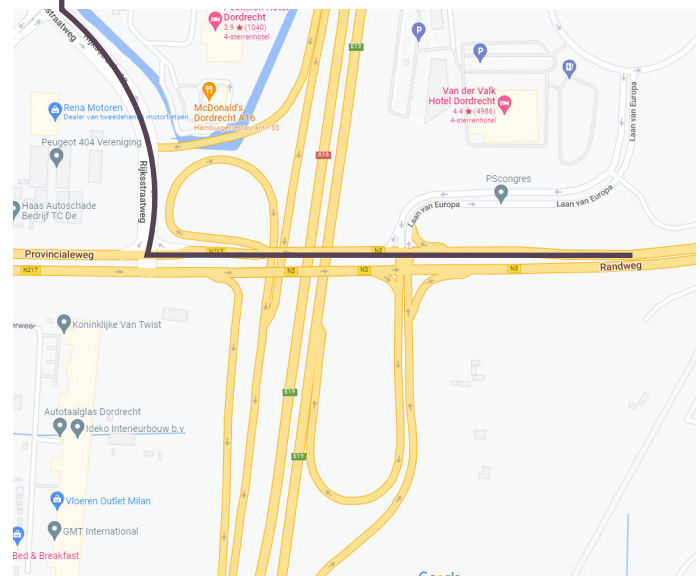 Dordrecht
3.9 ★ (1040)
4-sterrenhotel
E19
P
P
Rena Motoren
Dealer van tweedehands motorfietsen
McDonald's
Dordrecht A16
Hamburgerrestaurant • $$
Van der Valk
Hotel Dordrecht
4.4 ★ (4986)
4-sterrenhotel
Laan van Europa
Peugeot 404 Vereniging
A16
Rijksstraatweg
PScongres
Haas Autoschade
Bedrijf TC De
Laan van Europa
Laan van Europa
Laan van Europa
Provincialeweg
N217
N3
N217
N3
N3
N3
Randweg
Koninklijke Van Twist
E19
Autotaalglas Dordrecht
Ideko Interieurbouw b.v
E19
Vloeren Outlet Milan
GMT International
Bed & Breakfast